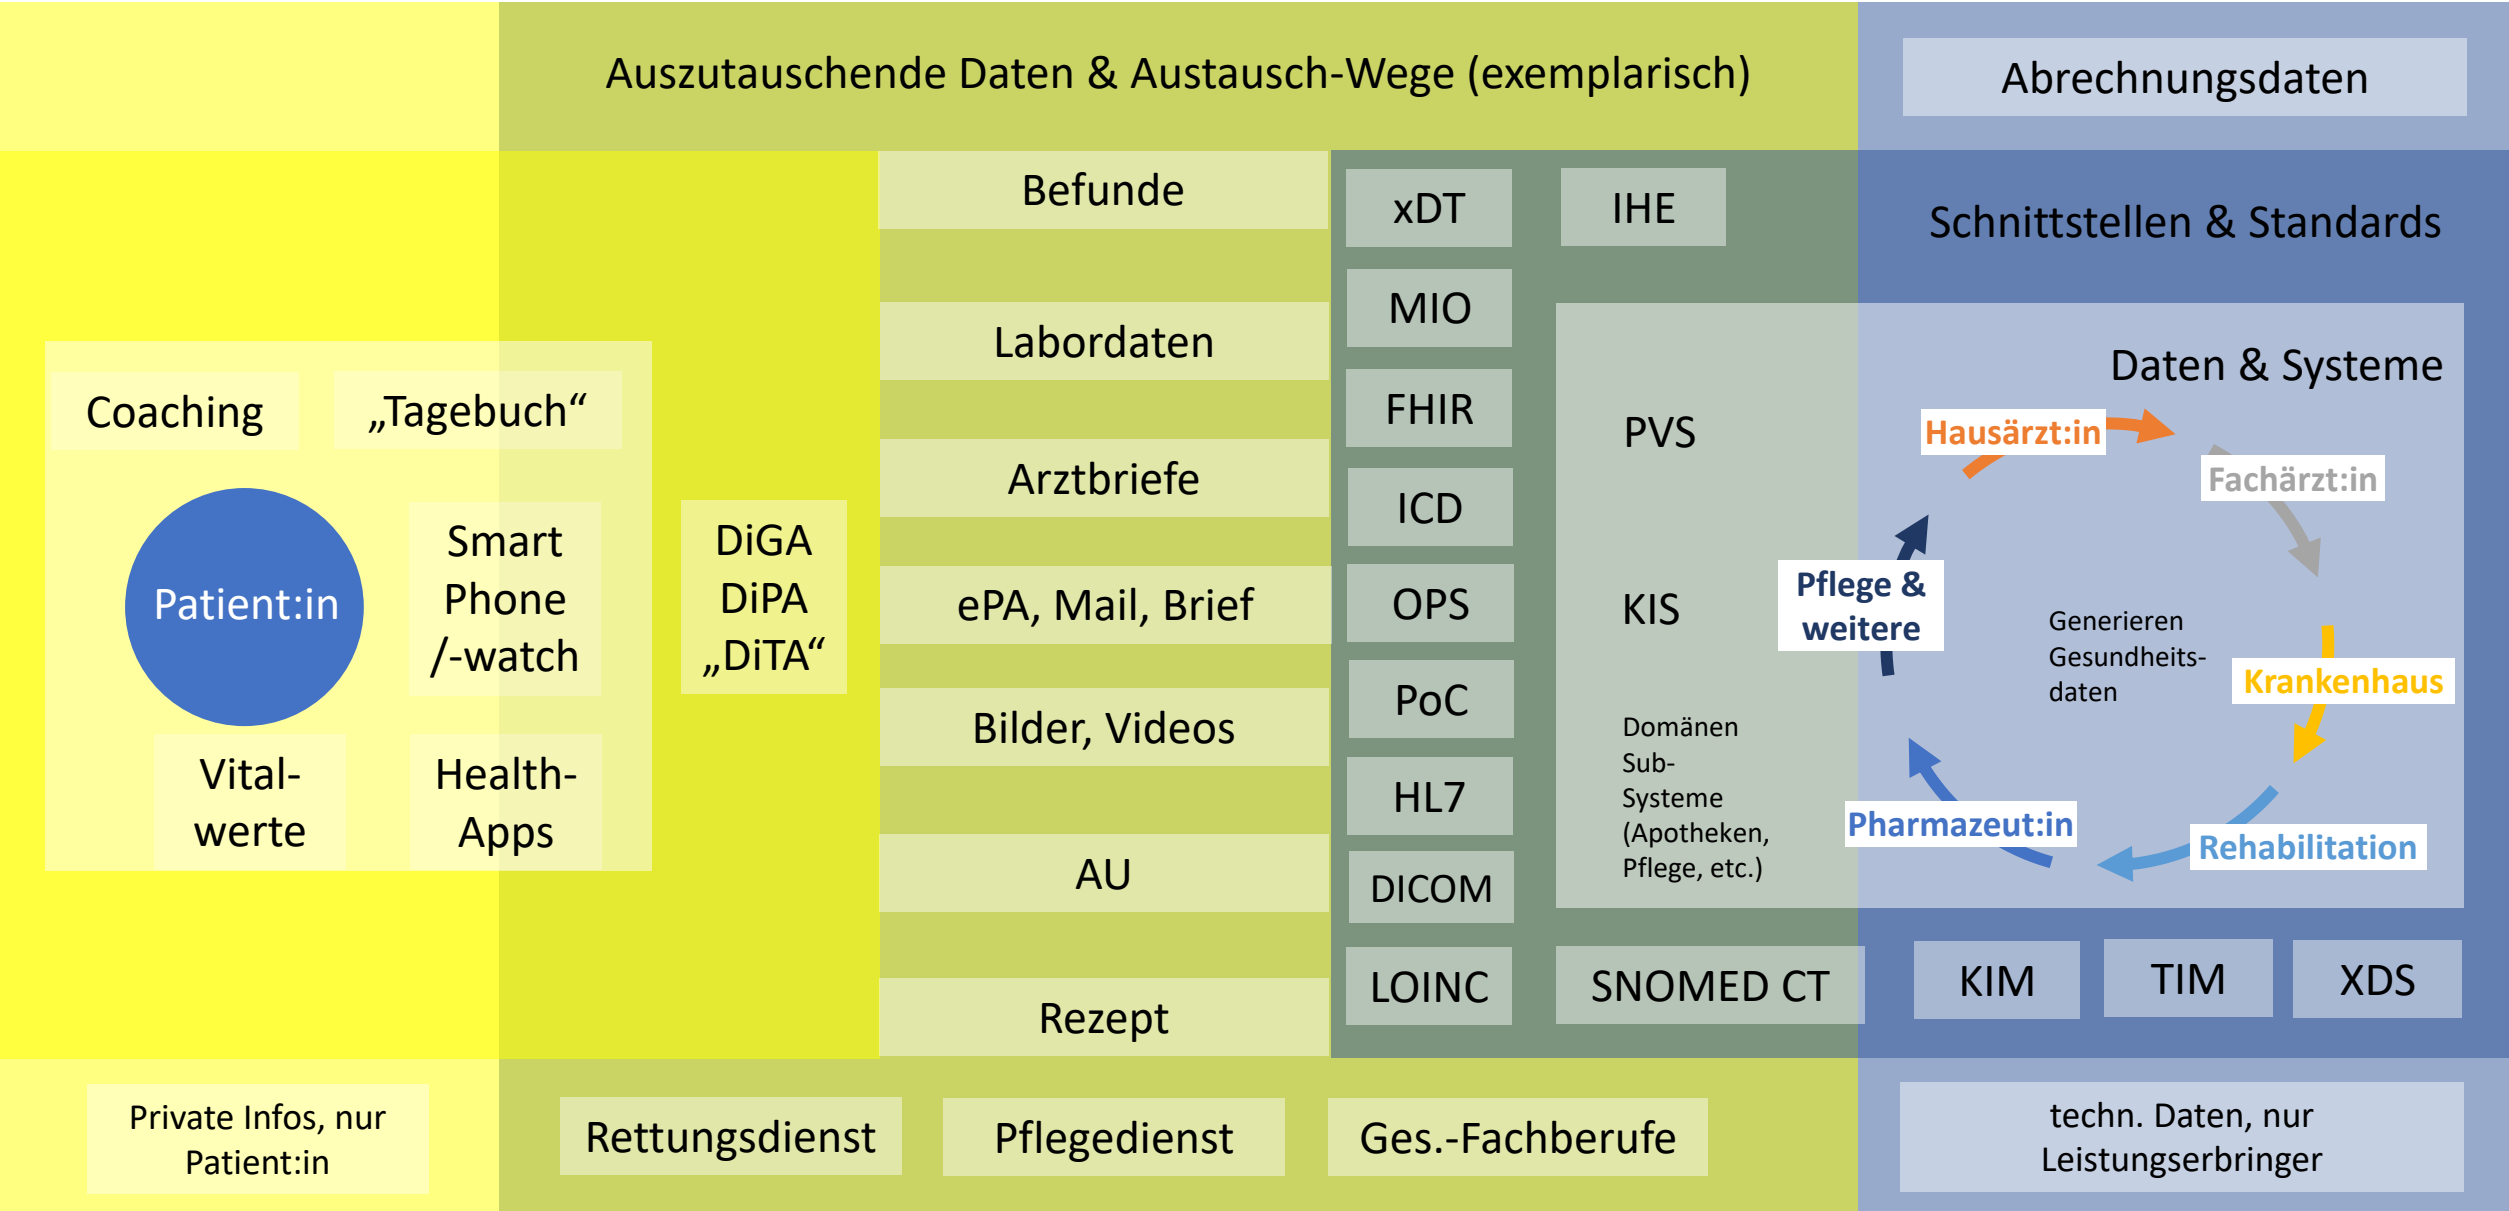 Auszutauschende Daten & Austausch-Wege (exemplarisch)
Abrechnungsdaten
Coaching
„Tagebuch“
Patient:in
Smart
Phone
/-watch
Vital-
werte
Health-
Apps
DiGA
DiPA
„DiTA“
Befunde
Labordaten
Arztbriefe
ePA, Mail, Brief
Bilder, Videos
AU
Rezept
xDT
MIO
FHIR
ICD
OPS
PoC
HL7
DICOM
LOINC
IHE
Schnittstellen & Standards
Daten & Systeme
PVS
KIS
Domänen
Sub-
Systeme
(Apotheken,
Pflege, etc.)
Hausärzt:in
Fachärzt:in
Krankenhaus
Rehabilitation
Pharmazeut:in
Pflege &
weitere
Generieren
Gesundheits-
daten
SNOMED CT
KIM
TIM
XDS
Private Infos, nur
Patient:in
Rettungsdienst
Pflegedienst
Ges.-Fachberufe
techn. Daten, nur
Leistungserbringer